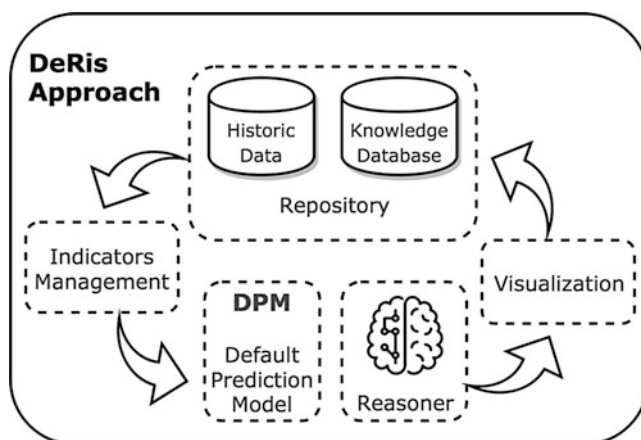 DeRis
Approach
Historic
Data
Knowledge
Database
Repository
Indicators
Management
DPM
Default
Prediction
Model
Reasoner
Visualization